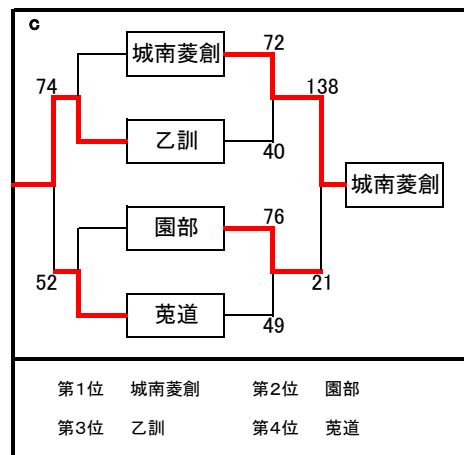 C
城南菱創 72
74 138
乙訓 40
城南菱創
園部 76
52 21
菟道 49
第1位 城南菱創 第2位 園部
第3位 乙訓 第4位 菟道